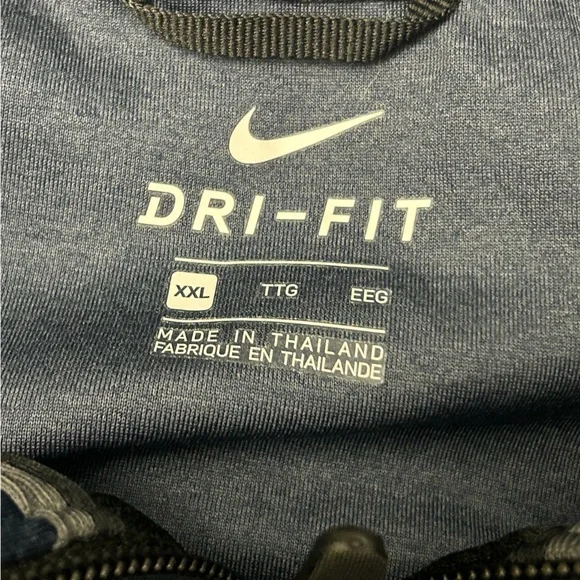 DRI-FIT
XXL TTG EEG
MADE IN THAILAND
FABRIQUE EN THAILANDE